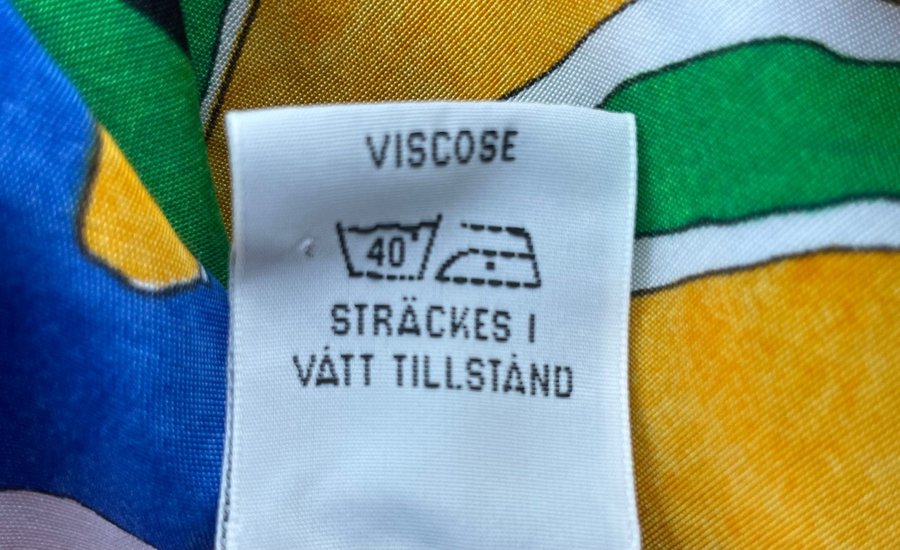 VISCOSE
40
STRÄCKES I
VÅTT TILLSTÅND